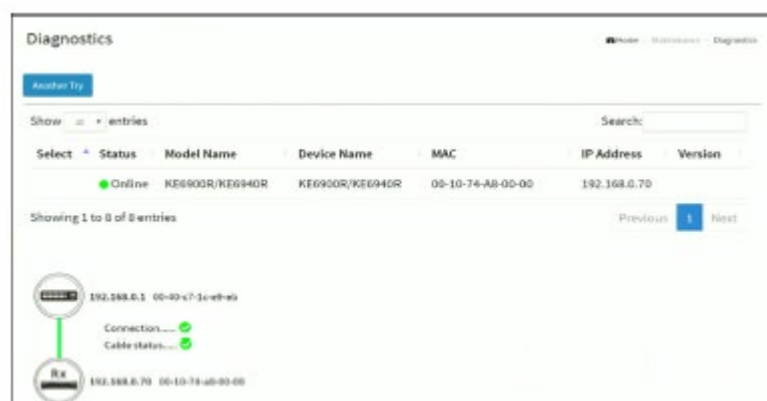 Diagnostics
Home Maintenance Diagnostics
Another Try
Show entries
Search:
Select Status Model Name Device Name MAC IP Address Version
Online KE6900R/KE6940R KE6900R/KE6940R 00-10-74-A8-00-00 192.168.0.70
Showing 1 to 8 of 8 entries
Previous 1 Next
192.168.0.1
Connection.....
Cable status.....
Rx
192.168.0.70 00-10-74-a8-00-00